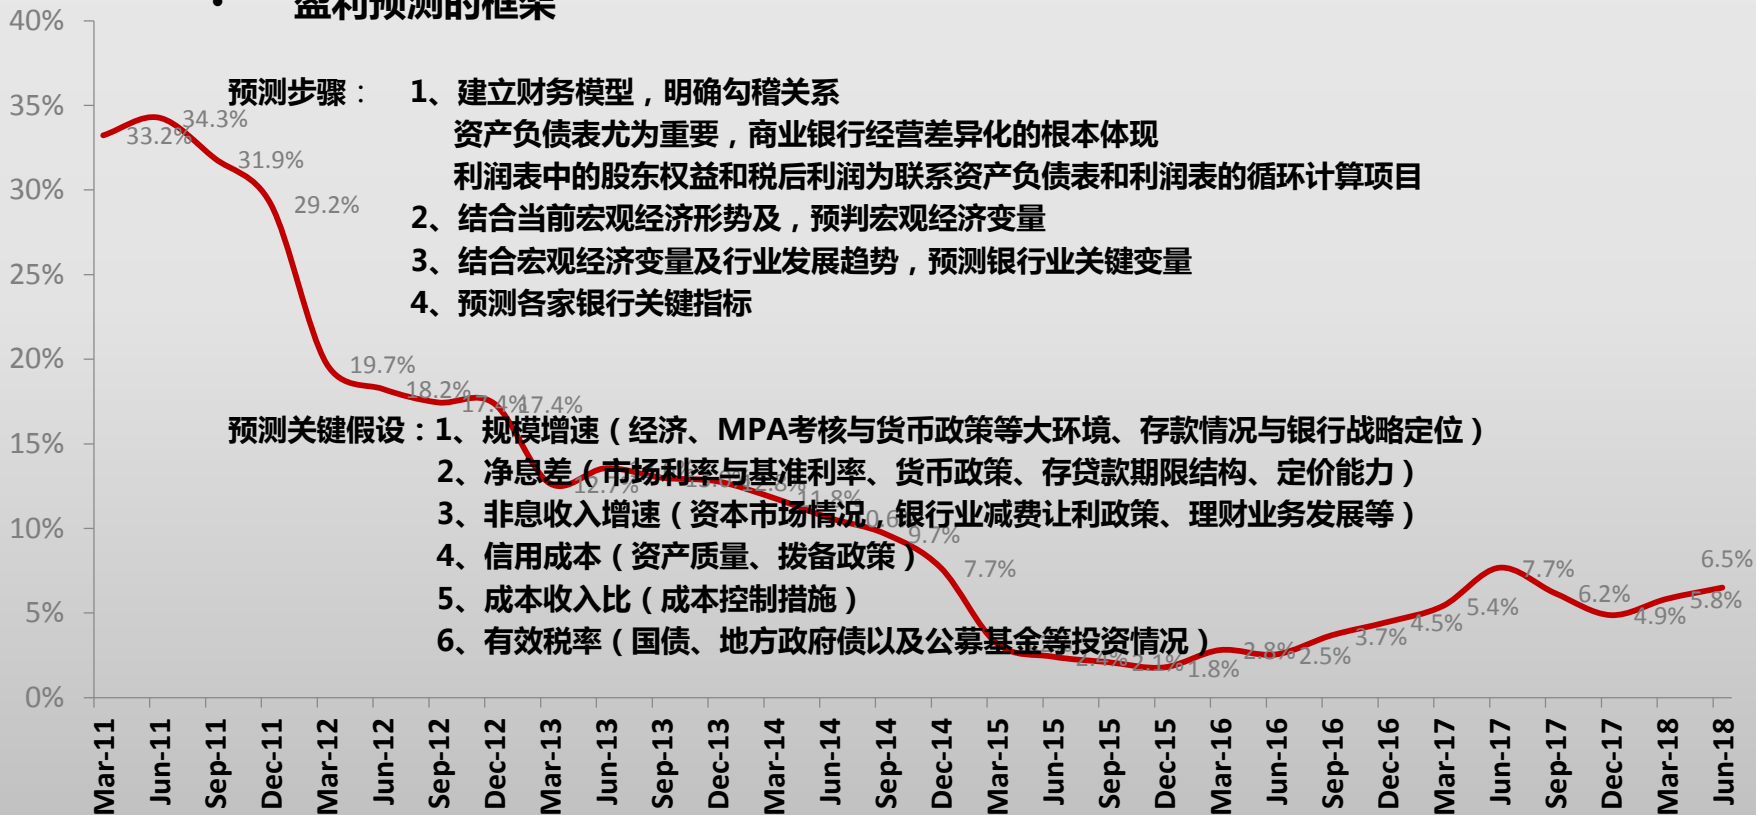 • 盈利预测的框架
预测步骤： 1、建立财务模型，明确勾稽关系
资产负债表尤为重要，商业银行经营差异化的根本体现
利润表中的股东权益和税后利润为联系资产负债表和利润表的循环计算项目
2、结合当前宏观经济形势及，预判宏观经济变量
3、结合宏观经济变量及行业发展趋势，预测银行业关键变量
4、预测各家银行关键指标
预测关键假设：1、规模增速（经济、MPA考核与货币政策等大环境、存款情况与银行战略定位）
2、净息差（市场利率与基准利率、货币政策、存贷款期限结构、定价能力）
3、非息收入增速（资本市场情况，银行业减费让利政策、理财业务发展等）
4、信用成本（资产质量、拨备政策）
5、成本收入比（成本控制措施）
6、有效税率（国债、地方政府债以及公募基金等投资情况）
40%
35%
30%
25%
20%
15%
10%
5%
0%
33.2%
34.3%
31.9%
29.2%
19.7%
18.2%
17.4%
17.4%
12.7%
12.8%
11.8%
9.7%
7.7%
2.4%
2.1%
1.8%
2.8%
2.5%
3.7%
4.5%
5.4%
7.7%
6.2%
4.9%
5.8%
6.5%
Mar-11
Jun-11
Sep-11
Dec-11
Mar-12
Jun-12
Sep-12
Dec-12
Mar-13
Jun-13
Sep-13
Dec-13
Mar-14
Jun-14
Sep-14
Dec-14
Mar-15
Jun-15
Sep-15
Dec-15
Mar-16
Jun-16
Sep-16
Dec-16
Mar-17
Jun-17
Sep-17
Dec-17
Mar-18
Jun-18